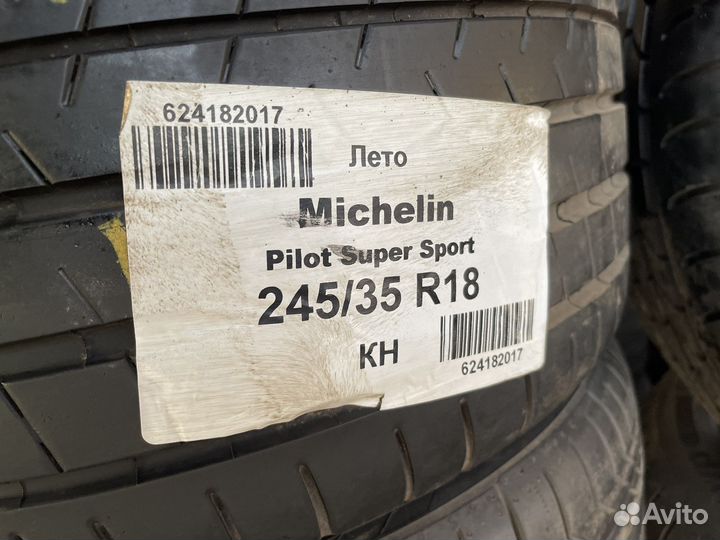 624182017
Лето
Michelin
Pilot Super Sport
245/35 R18
КН
624182017
Avito